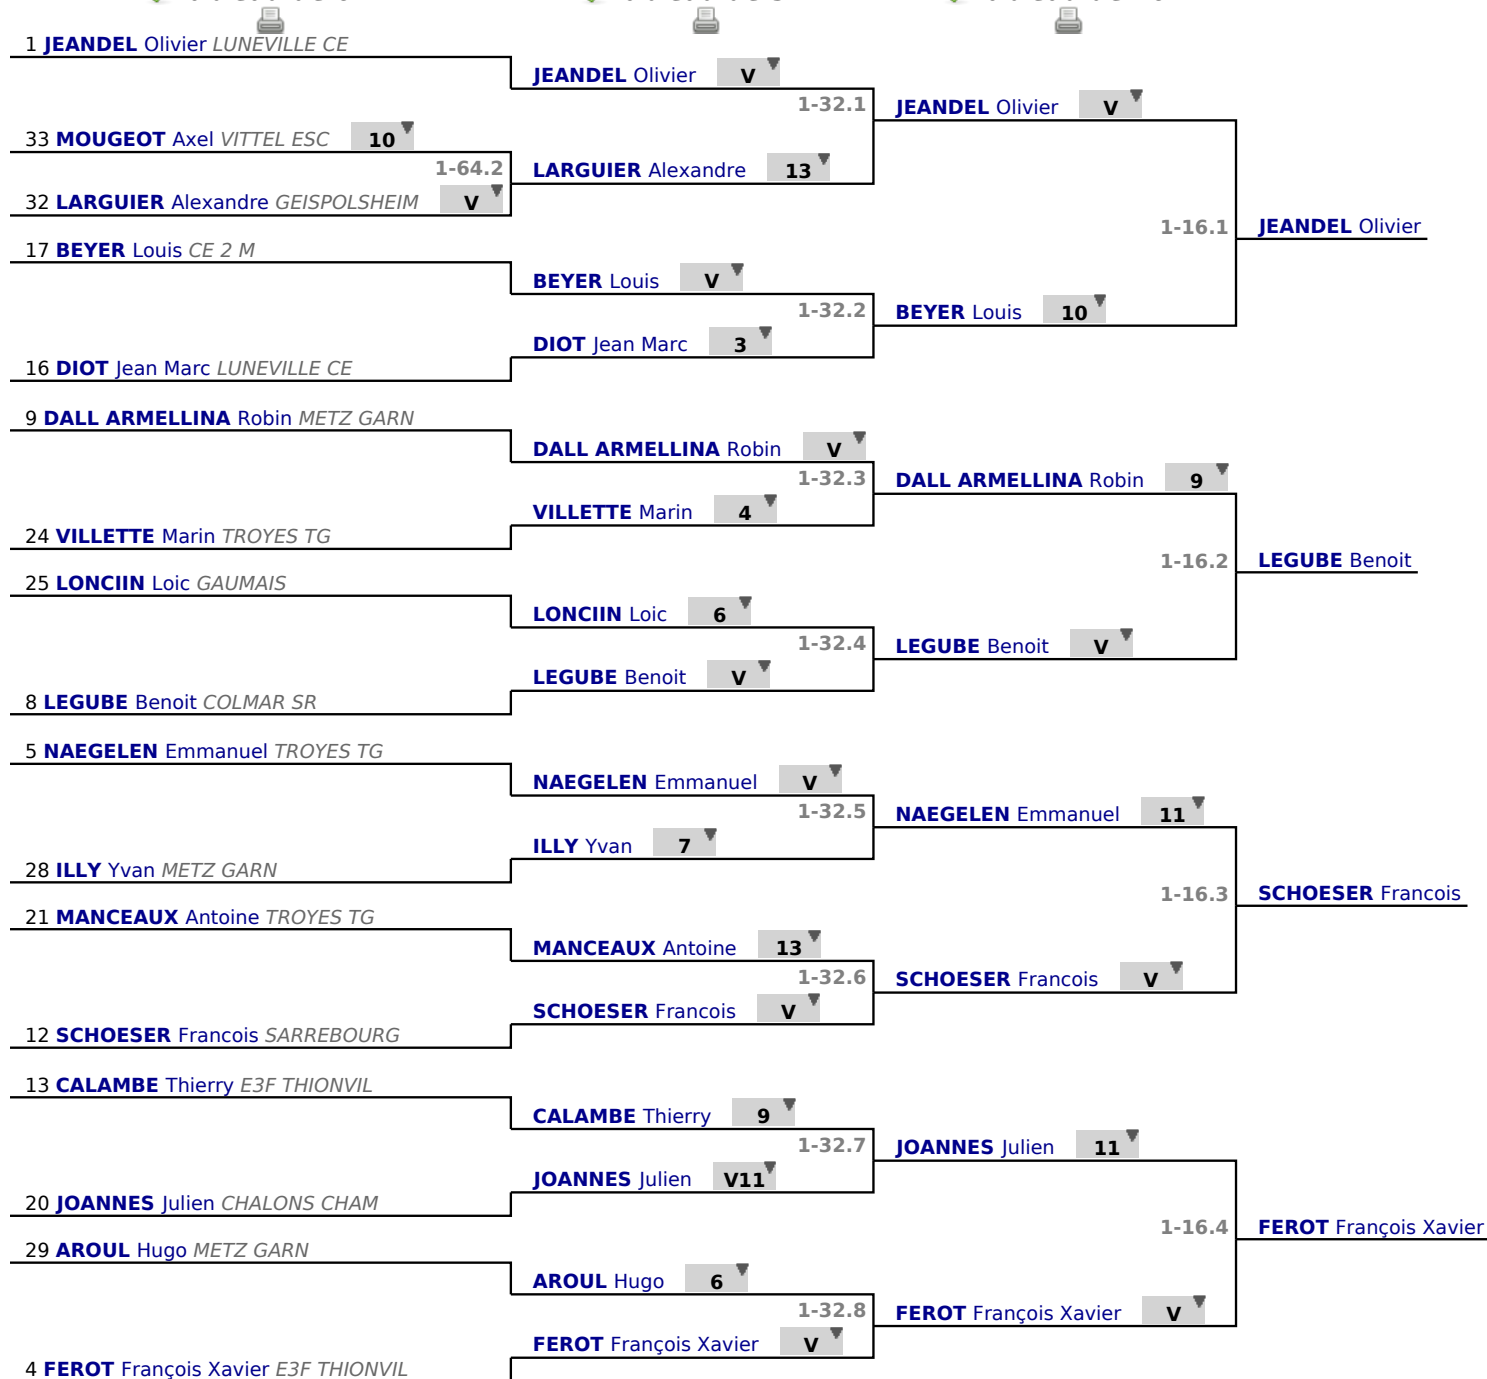 1 JEANDEL Olivier LUNEVILLE CE
JEANDEL Olivier V
1-32.1
JEANDEL Olivier V
33 MOUGEOT Axel VITTEL ESC 10
1-64.2
LARGUIER Alexandre 13
32 LARGUIER Alexandre GEISPOLSHEIM V
1-16.1
JEANDEL Olivier
17 BEYER Louis CE 2 M
BEYER Louis V
1-32.2
BEYER Louis 10
DIOT Jean Marc 3
16 DIOT Jean Marc LUNEVILLE CE
9 DALL ARMELLINA Robin METZ GARN
DALL ARMELLINA Robin V
1-32.3
DALL ARMELLINA Robin 9
VILLETTE Marin 4
24 VILLETTE Marin TROYES TG
1-16.2
LEGUBE Benoit
25 LONCIIN Loic GAUMAIS
LONCIIN Loic 6
1-32.4
LEGUBE Benoit V
LEGUBE Benoit V
8 LEGUBE Benoit COLMAR SR
5 NAEGELEN Emmanuel TROYES TG
NAEGELEN Emmanuel V
1-32.5
NAEGELEN Emmanuel 11
ILLY Yvan 7
28 ILLY Yvan METZ GARN
1-16.3
SCHOESER Francois
21 MANCEAUX Antoine TROYES TG
MANCEAUX Antoine 13
1-32.6
SCHOESER Francois V
SCHOESER Francois V
12 SCHOESER Francois SARREBOURG
13 CALAMBE Thierry E3F THIONVIL
CALAMBE Thierry 9
1-32.7
JOANNES Julien 11
JOANNES Julien V11
20 JOANNES Julien CHALONS CHAM
1-16.4
FEROT François Xavier
29 AROUL Hugo METZ GARN
AROUL Hugo 6
1-32.8
FEROT François Xavier V
FEROT François Xavier V
4 FEROT François Xavier E3F THIONVIL